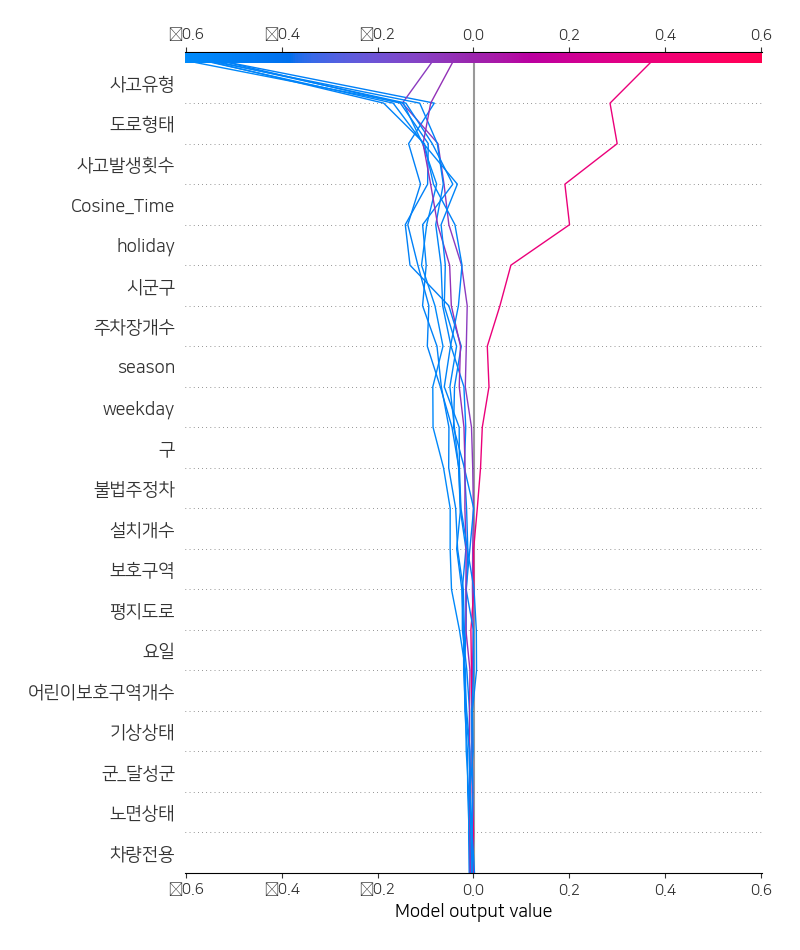 ▯0.6 ▯0.4 ▯0.2 0.0 0.2 0.4 0.6
사고유형
도로형태
사고발생횟수
Cosine_Time
holiday
시군구
주차장개수
season
weekday
구
불법주정차
설치개수
보호구역
평지도로
요일
어린이보호구역개수
기상상태
군_달성군
노면상태
차량전용
▯0.6 ▯0.4 ▯0.2 0.0 0.2 0.4 0.6
Model output value